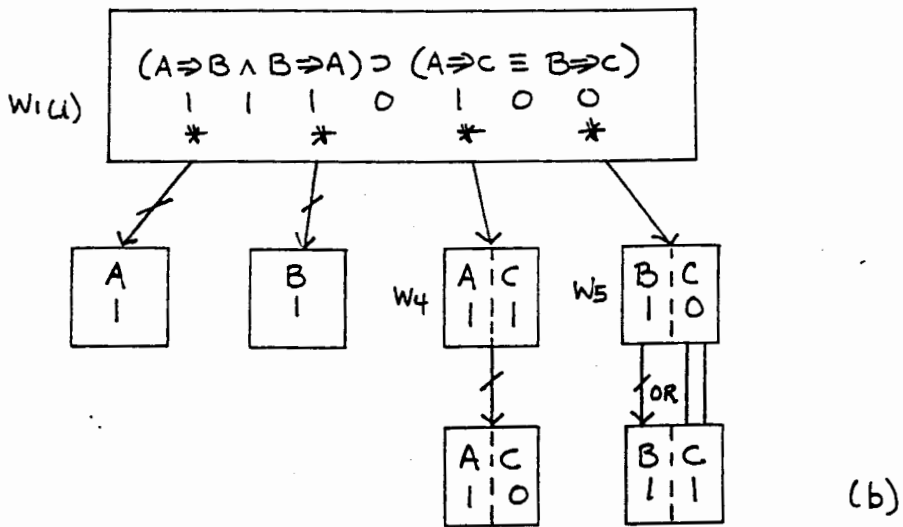 (A⇒B ∧ B⇒A) ⊃ (A⇒C ≡ B⇒C)
W1(i) 1 1 1 0 1 0 0
* * * *
A B A C B C
1 1 W4 1 1 W5 1 0
OR
A C B C
1 0 1 1
(b)